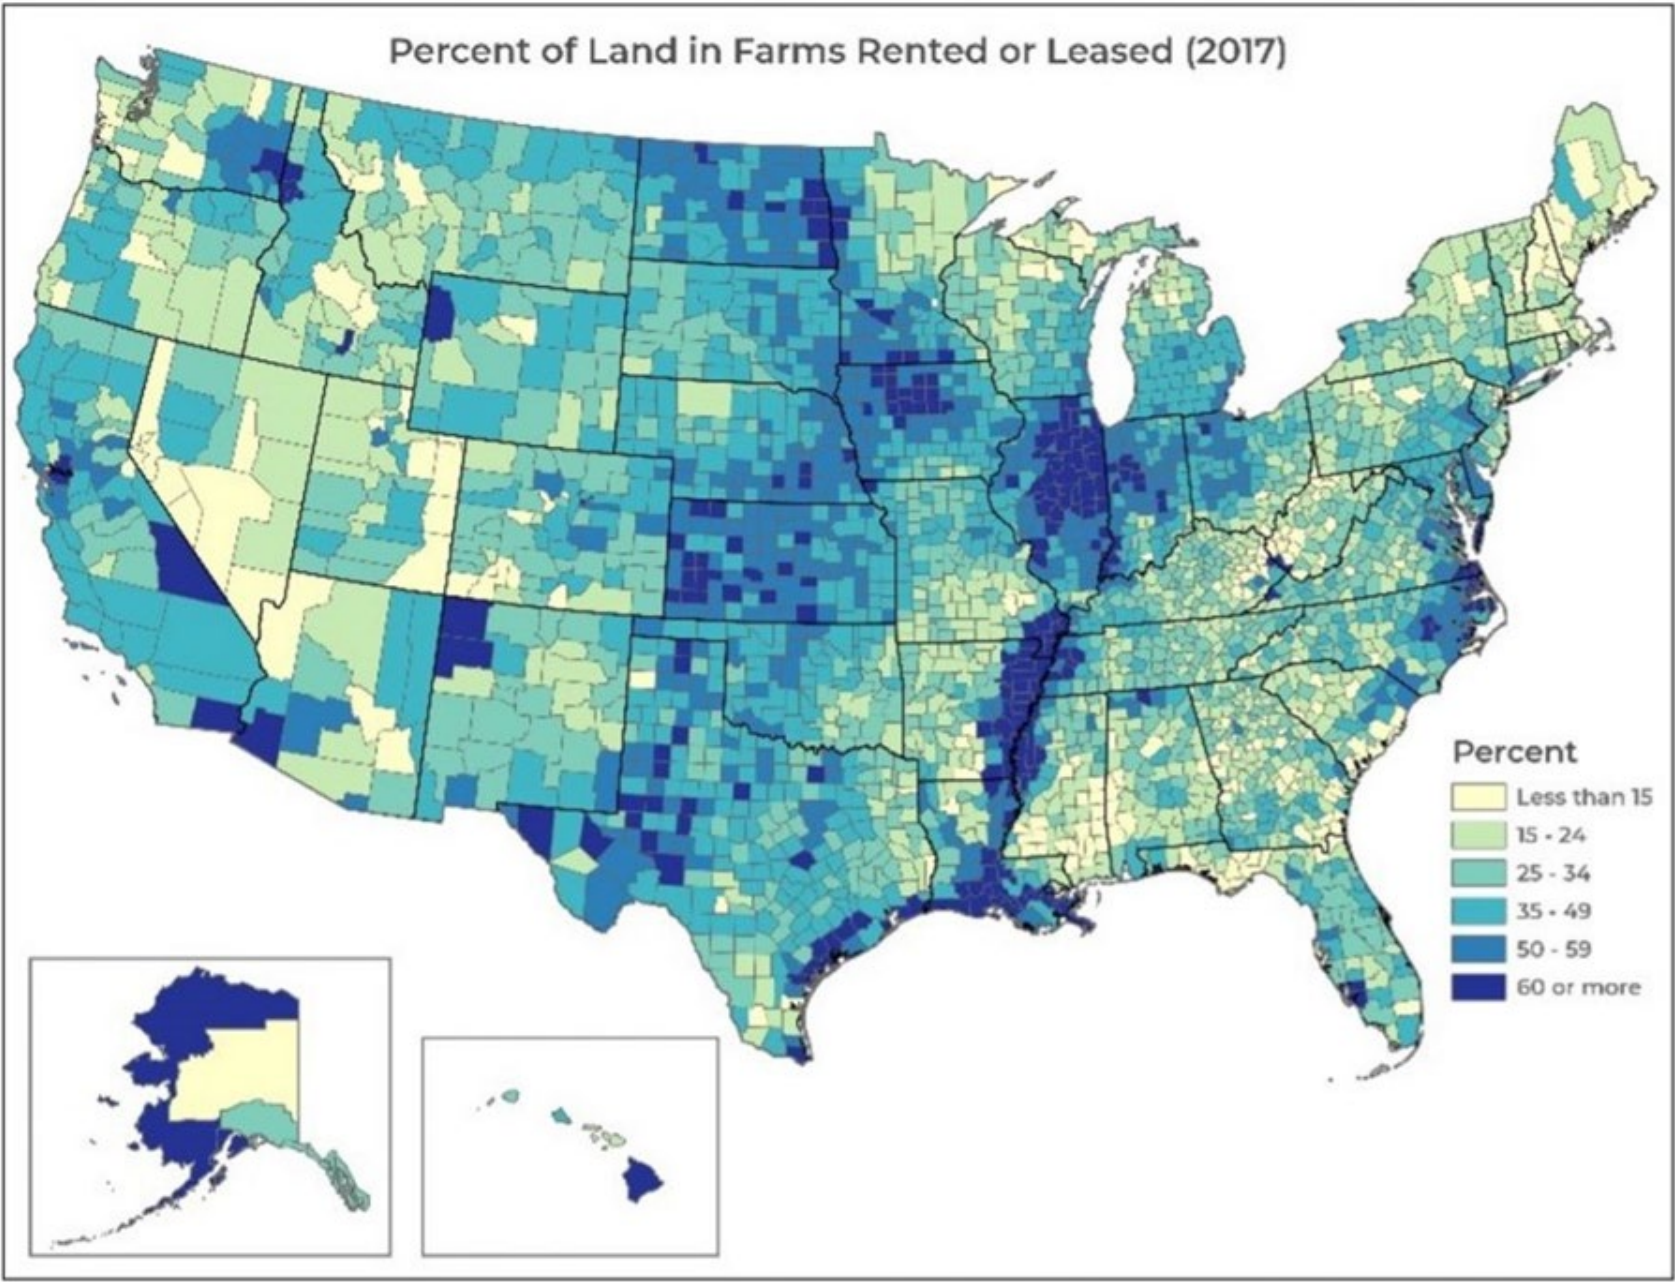 Percent of Land in Farms Rented or Leased (2017)
Percent
Less than 15
15 - 24
25 - 34
35 - 49
50 - 59
60 or more